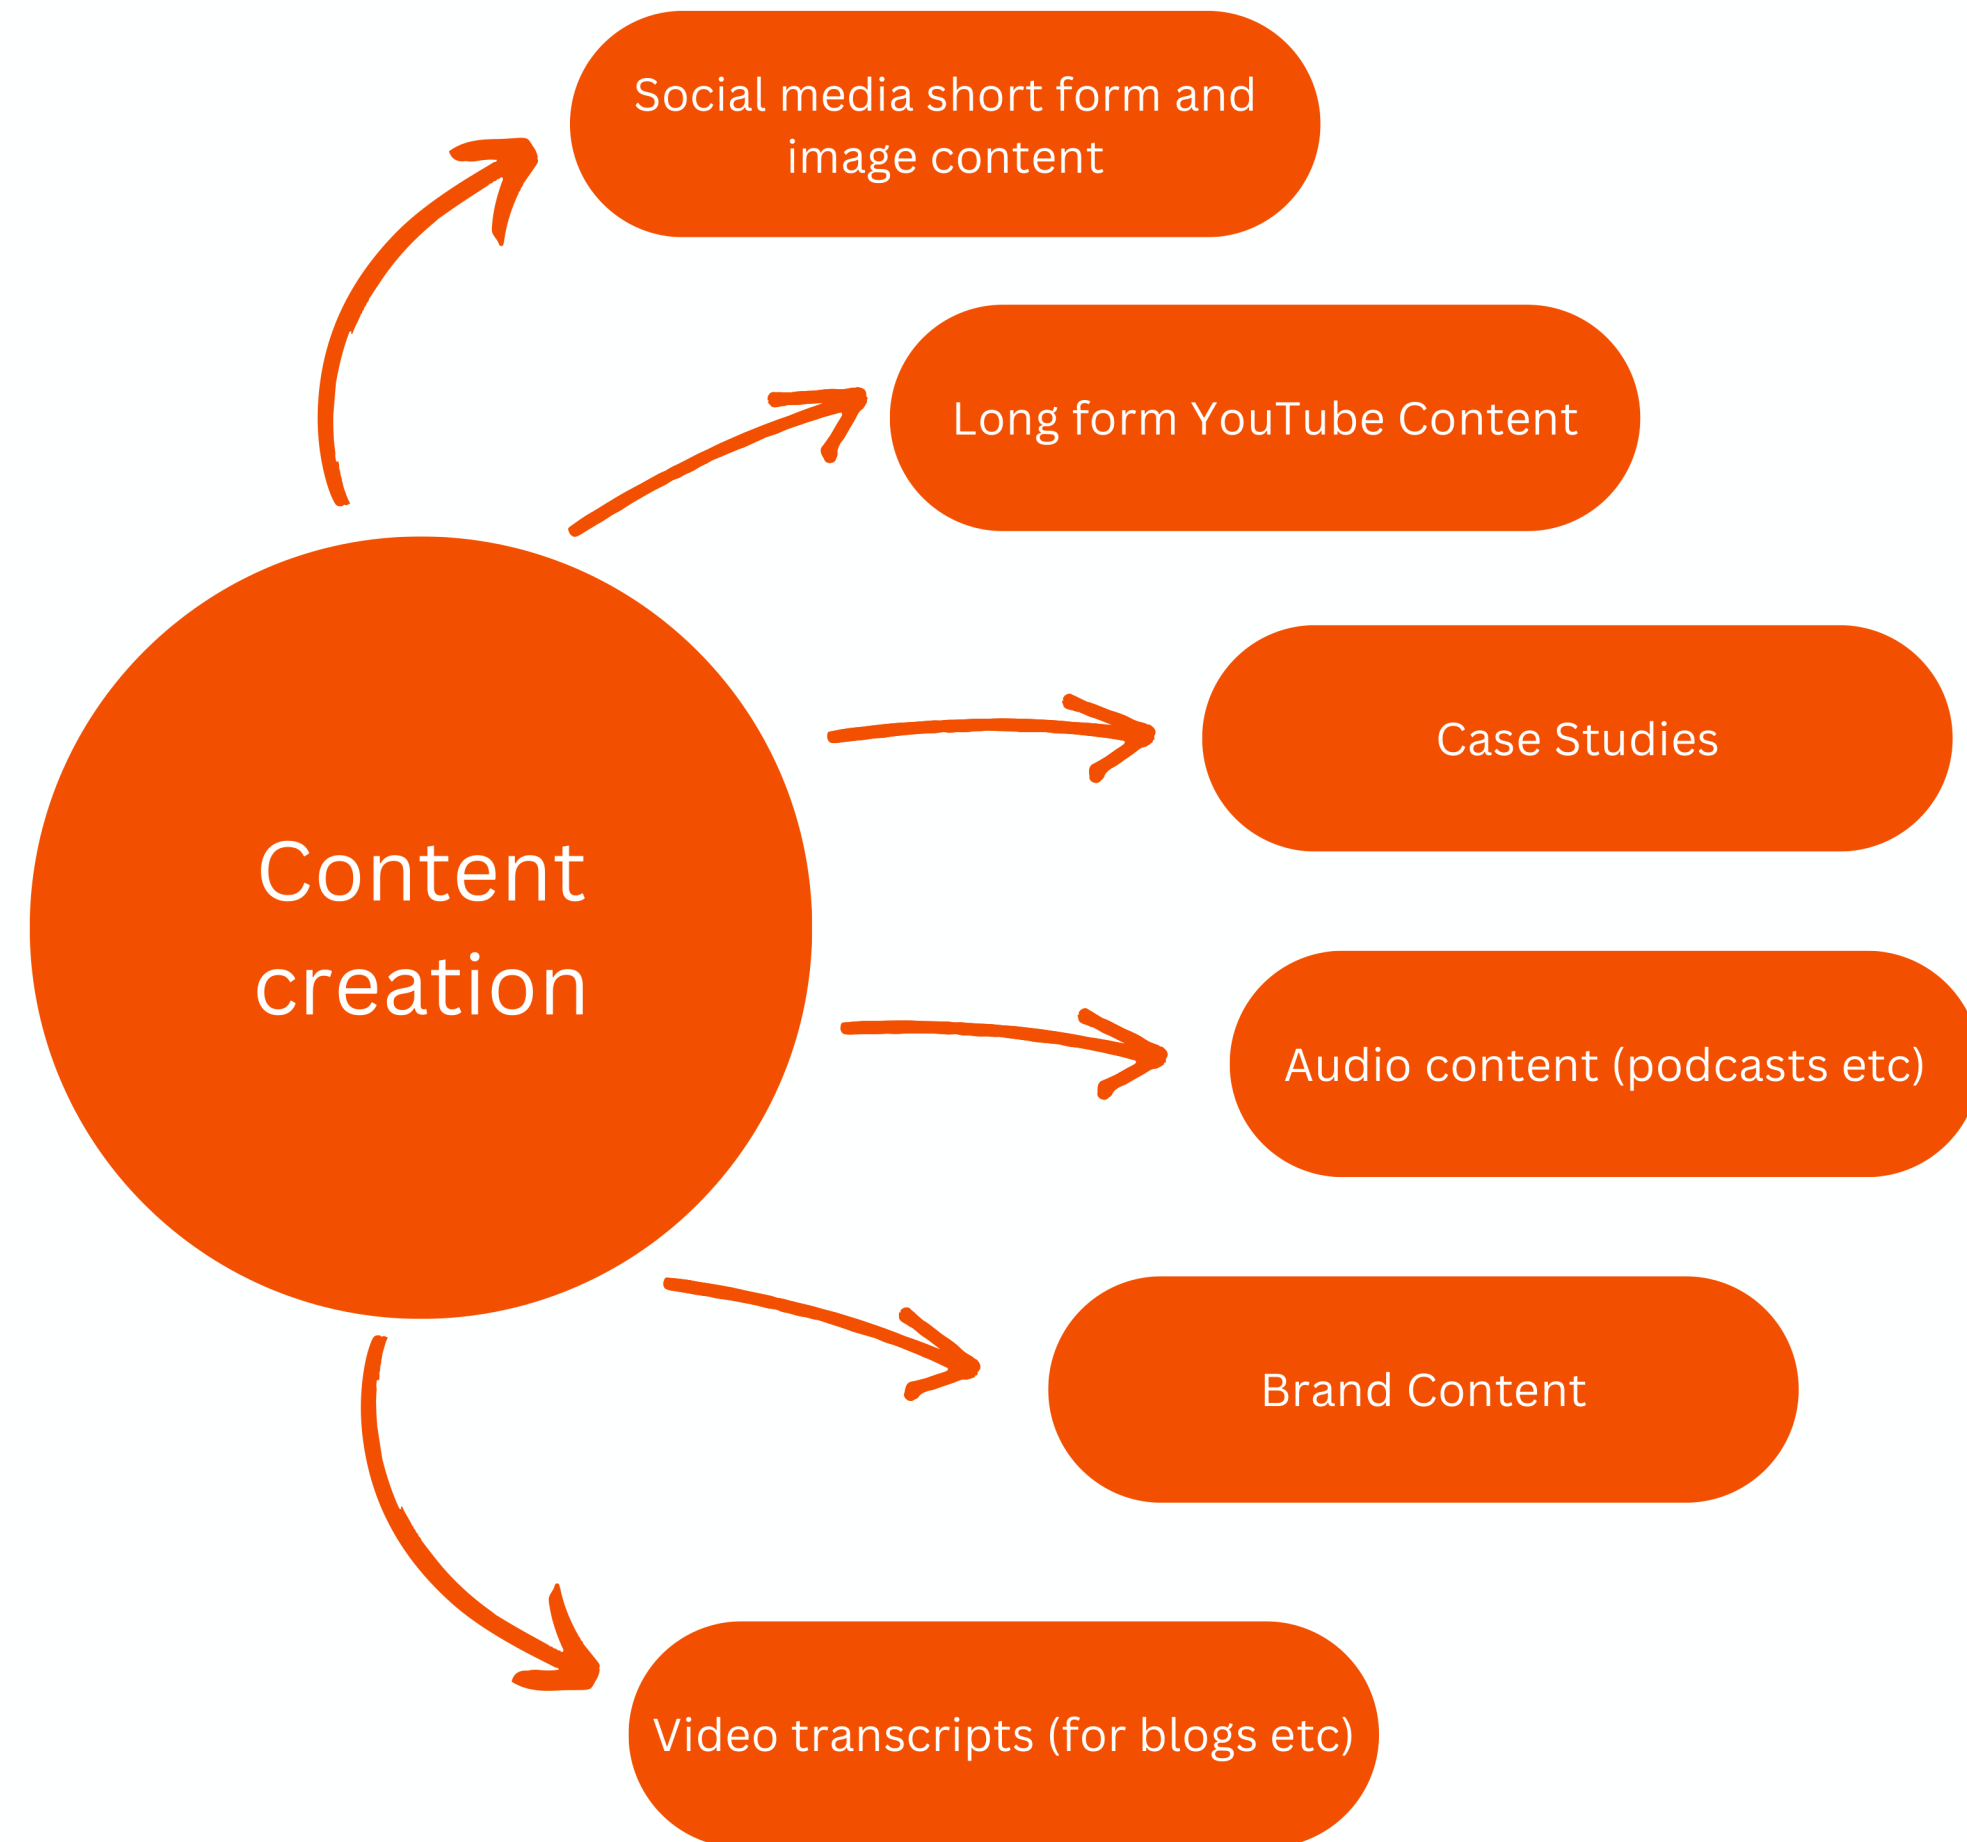 Social media short form and
image content
Long form YouTube Content
Case Studies
Content
creation
Audio content (podcasts etc)
Brand Content
Video transcripts (for blogs etc)